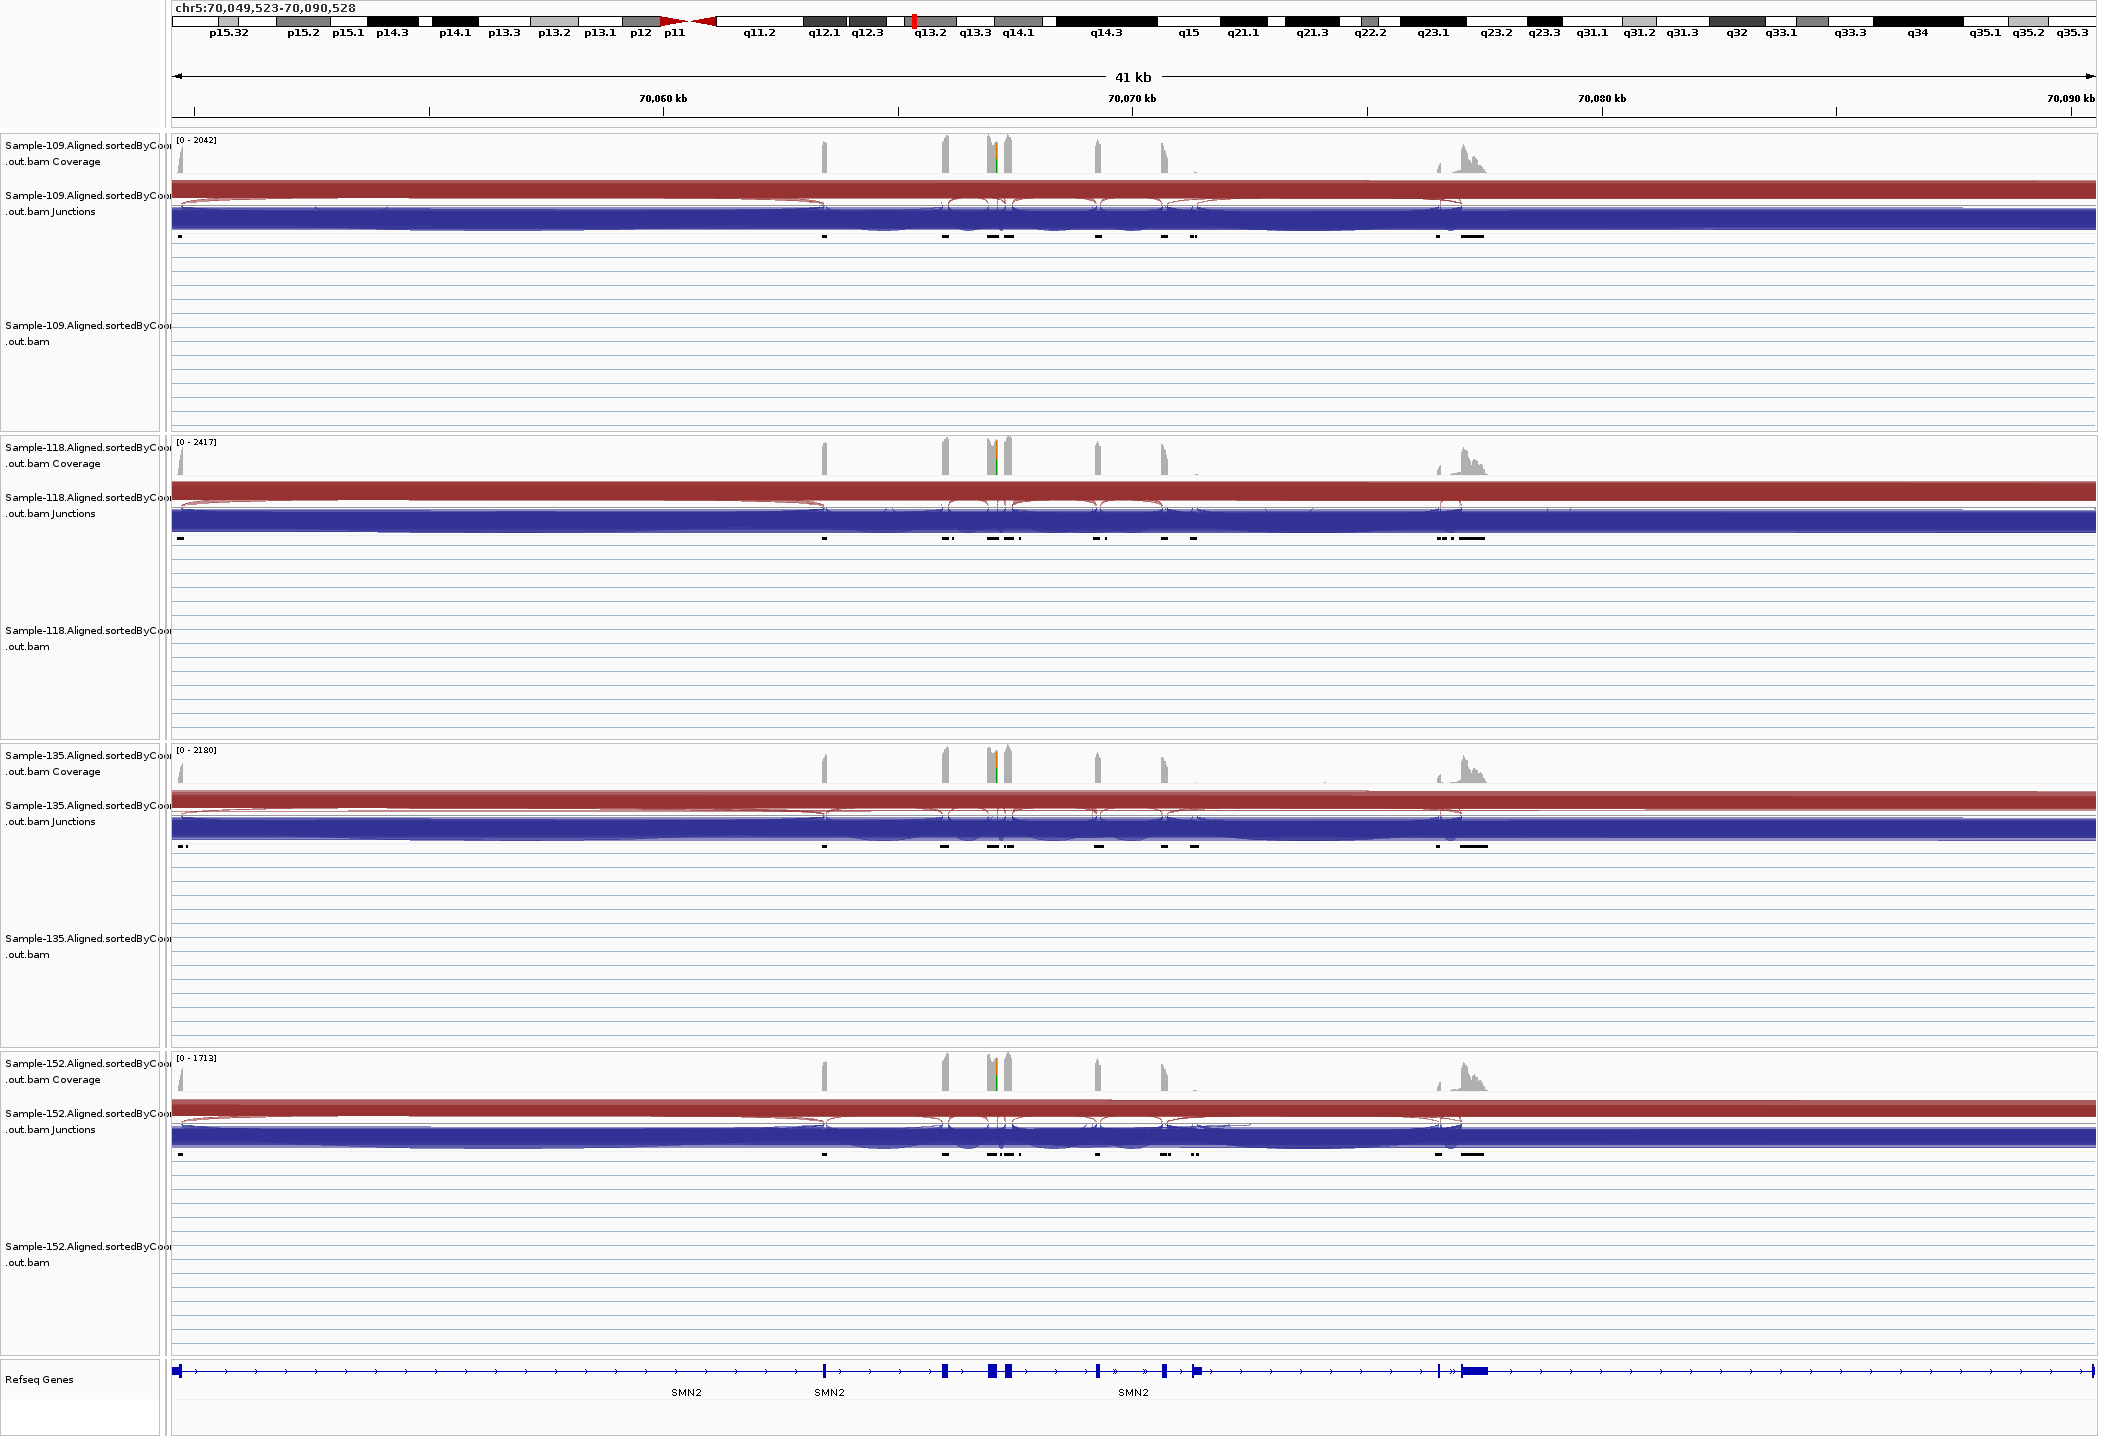 chr5:70,049,523-70,090,528
p15.32 p15.2 p15.1 p14.3 p14.1 p13.3 p13.2 p13.1 p12 p11 q11.2 q12.1 q12.3 q13.2 q13.3 q14.1 q14.3 q15 q21.1 q21.3 q22.2 q23.1 q23.2 q23.3 q31.1 q31.2 q31.3 q32 q33.1 q33.3 q34 q35.1 q35.2 q35.3
41 kb
70,060 kb 70,070 kb 70,080 kb 70,090 kb
[0 - 2042]
Sample-109.Aligned.sortedByCoor
.out.bam Coverage
Sample-109.Aligned.sortedByCoor
.out.bam Junctions
Sample-109.Aligned.sortedByCoor
.out.bam
[0 - 2417]
Sample-118.Aligned.sortedByCoor
.out.bam Coverage
Sample-118.Aligned.sortedByCoor
.out.bam Junctions
Sample-118.Aligned.sortedByCoor
.out.bam
[0 - 2180]
Sample-135.Aligned.sortedByCoor
.out.bam Coverage
Sample-135.Aligned.sortedByCoor
.out.bam Junctions
Sample-135.Aligned.sortedByCoor
.out.bam
[0 - 1713]
Sample-152.Aligned.sortedByCoor
.out.bam Coverage
Sample-152.Aligned.sortedByCoor
.out.bam Junctions
Sample-152.Aligned.sortedByCoor
.out.bam
Refseq Genes
SMN2 SMN2 SMN2